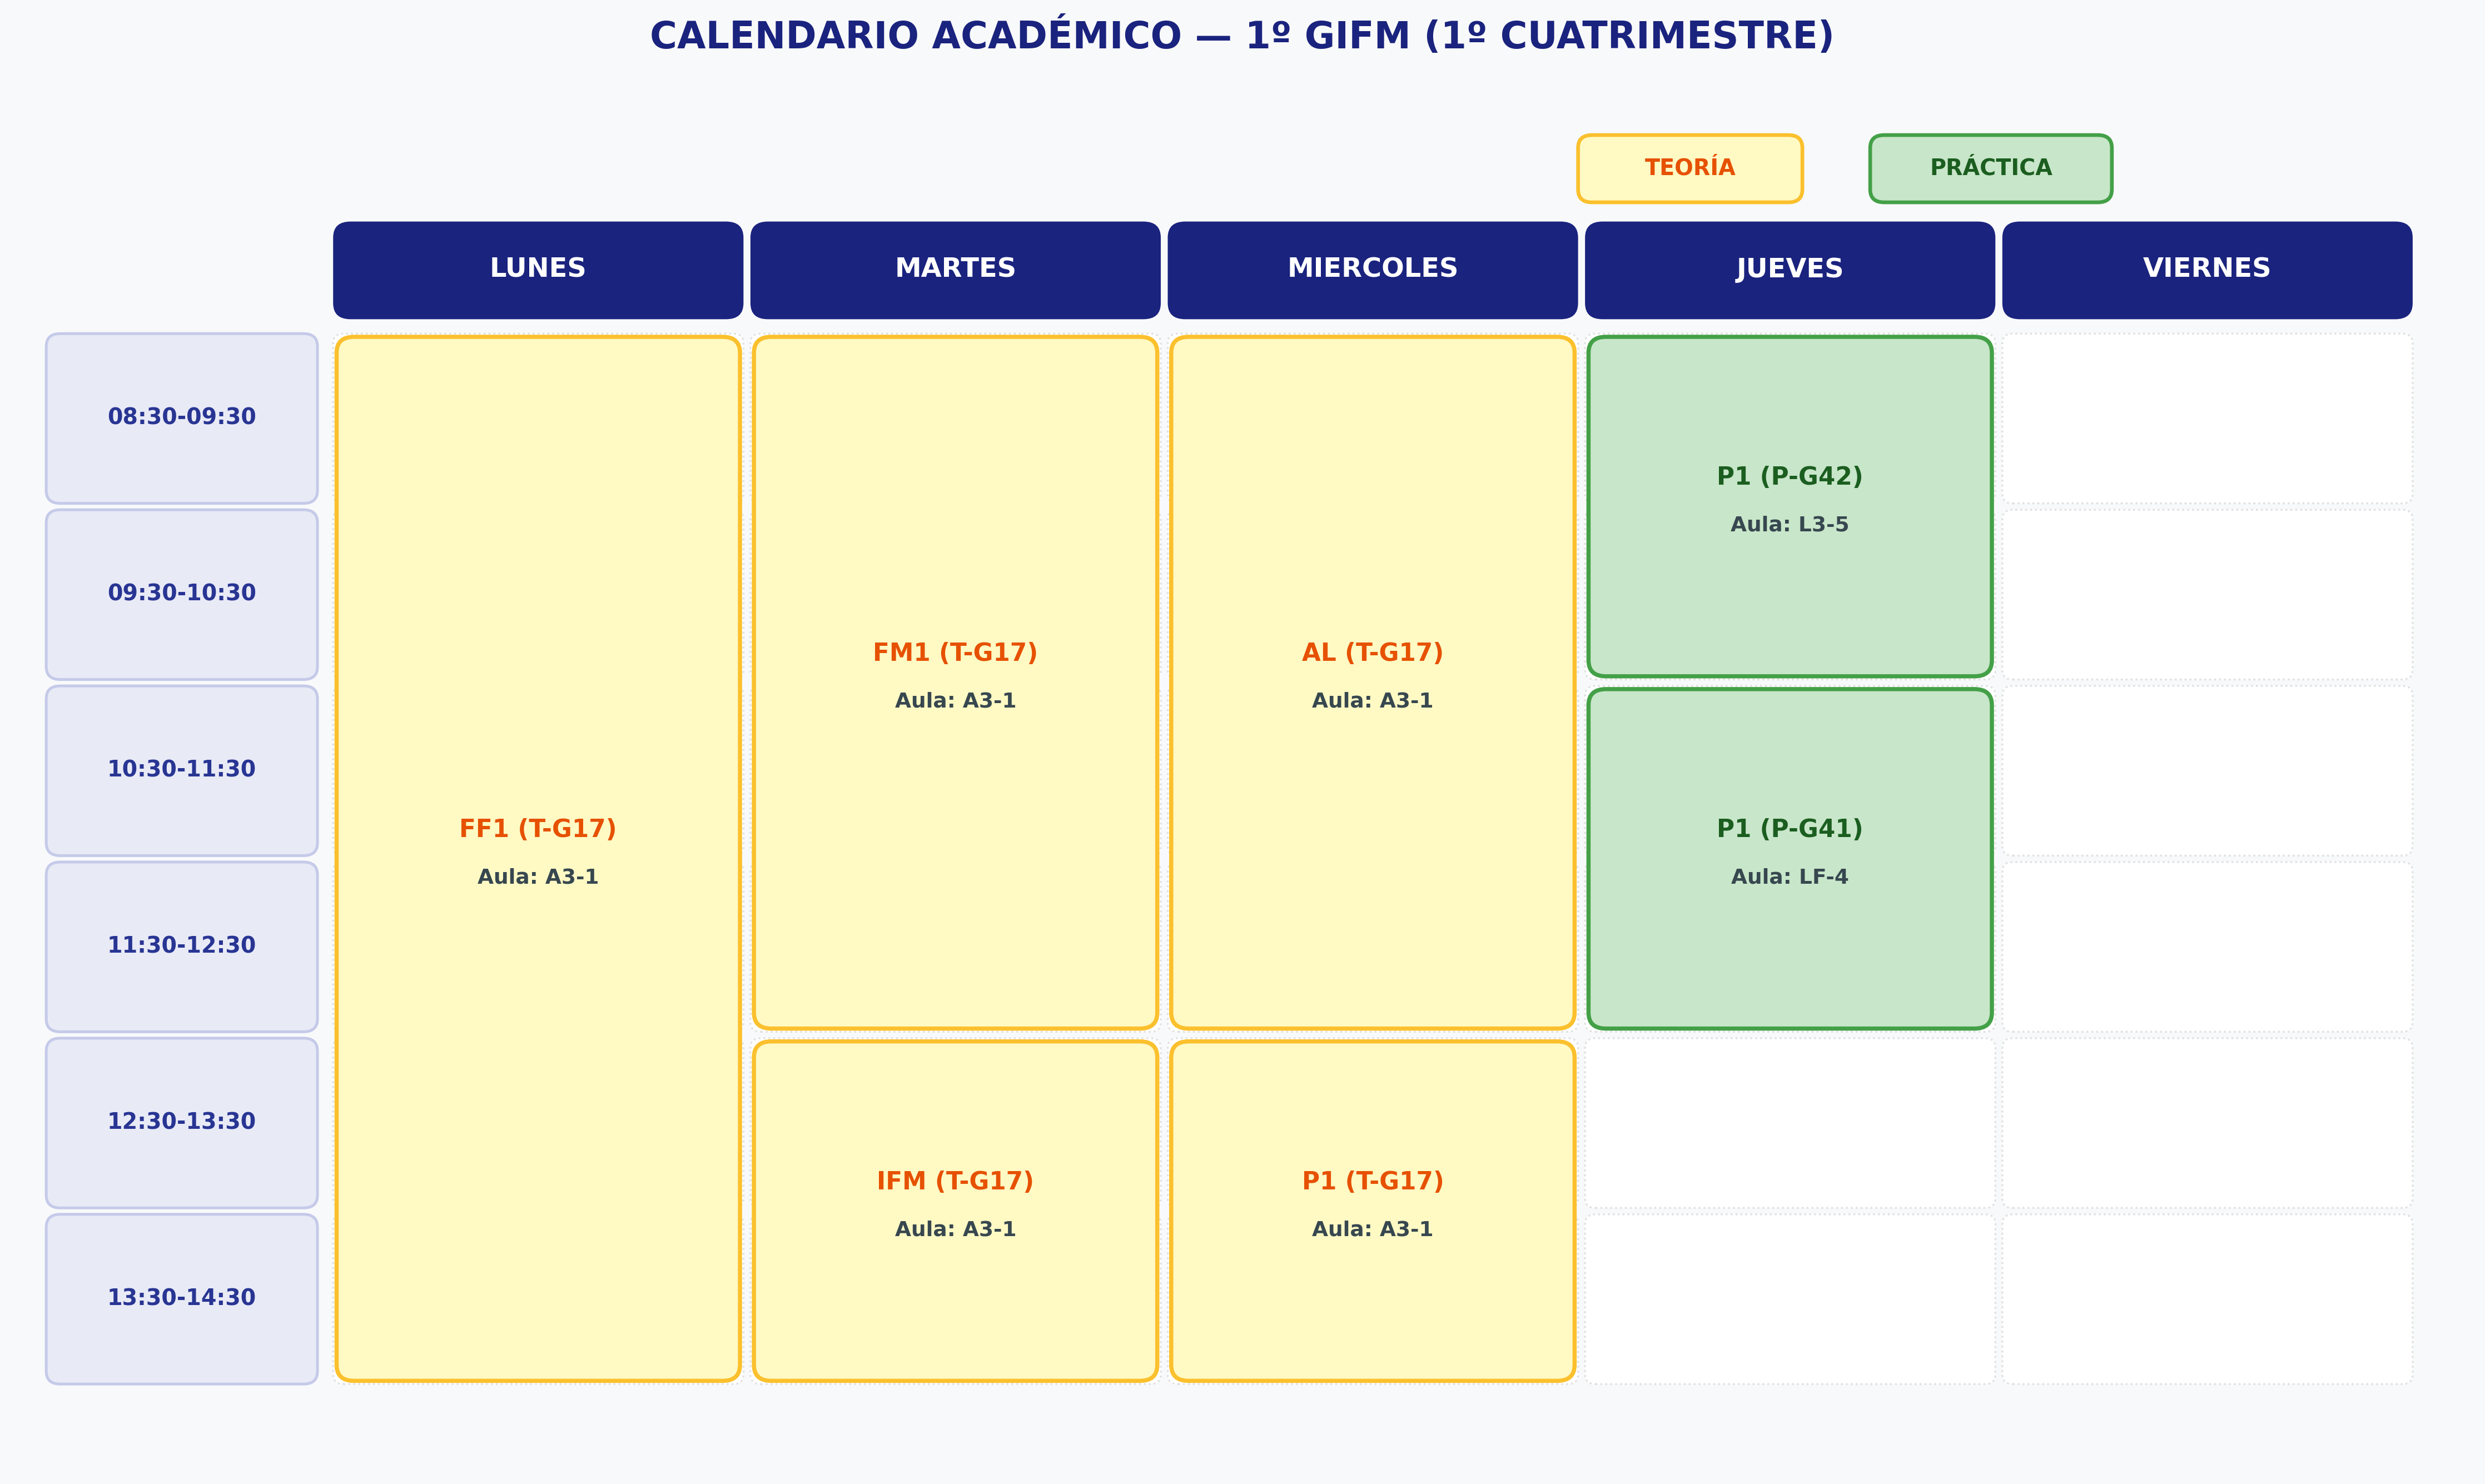 CALENDARIO ACADÉMICO — 1º GIFM (1º CUATRIMESTRE)
TEORÍA
PRÁCTICA
LUNES
MARTES
MIERCOLES
JUEVES
VIERNES
08:30-09:30
09:30-10:30
10:30-11:30
11:30-12:30
12:30-13:30
13:30-14:30
FF1 (T-G17)
Aula: A3-1
FM1 (T-G17)
Aula: A3-1
IFM (T-G17)
Aula: A3-1
AL (T-G17)
Aula: A3-1
P1 (T-G17)
Aula: A3-1
P1 (P-G42)
Aula: L3-5
P1 (P-G41)
Aula: LF-4